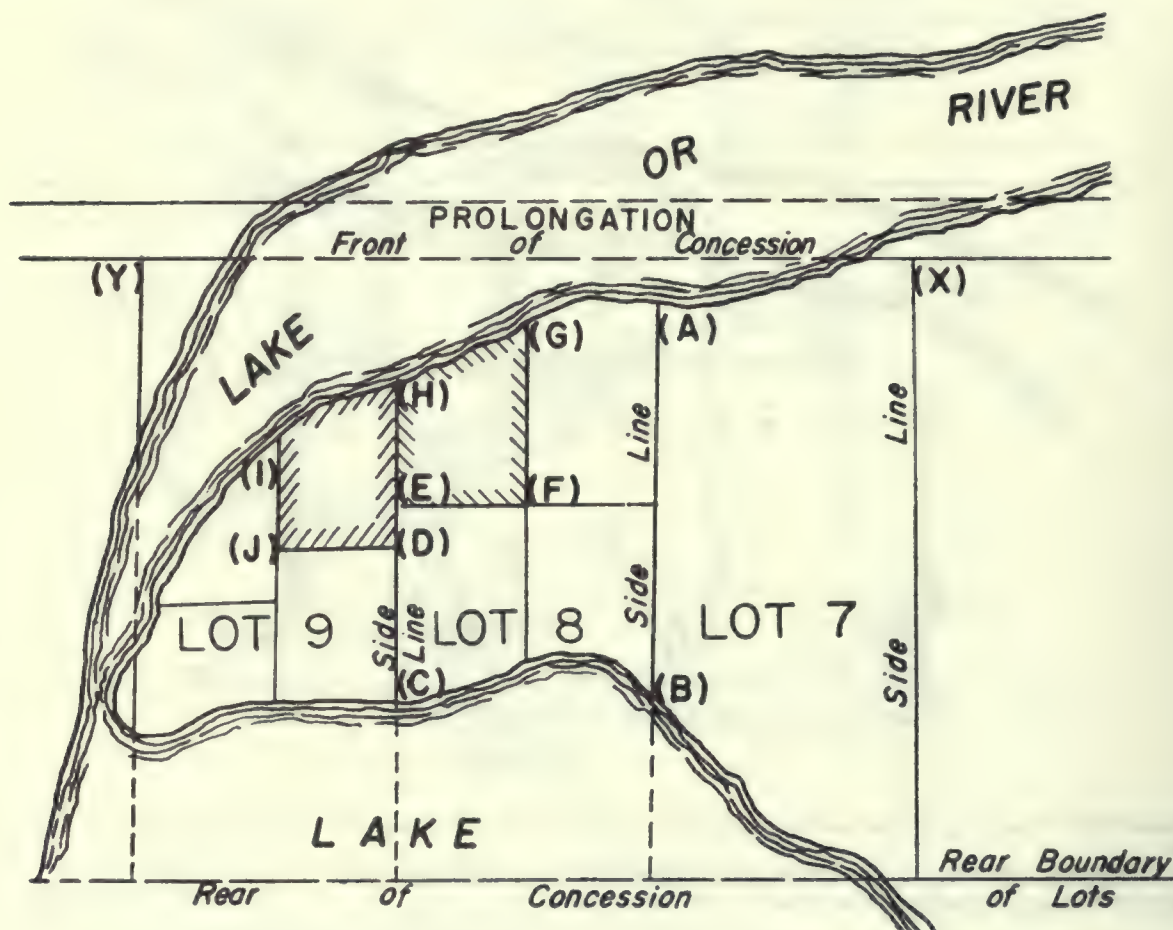 RIVER
OR
PROLONGATION
Front of Concession
(Y)
(X)
LAKE
(G)
(A)
(H)
Line
Line
(I)
(E)
(F)
(J)
(D)
Side
LOT 9
Side
Line
LOT 8
LOT 7
Side
(C)
(B)
LAKE
Rear Boundary
of Lots
Rear of Concession